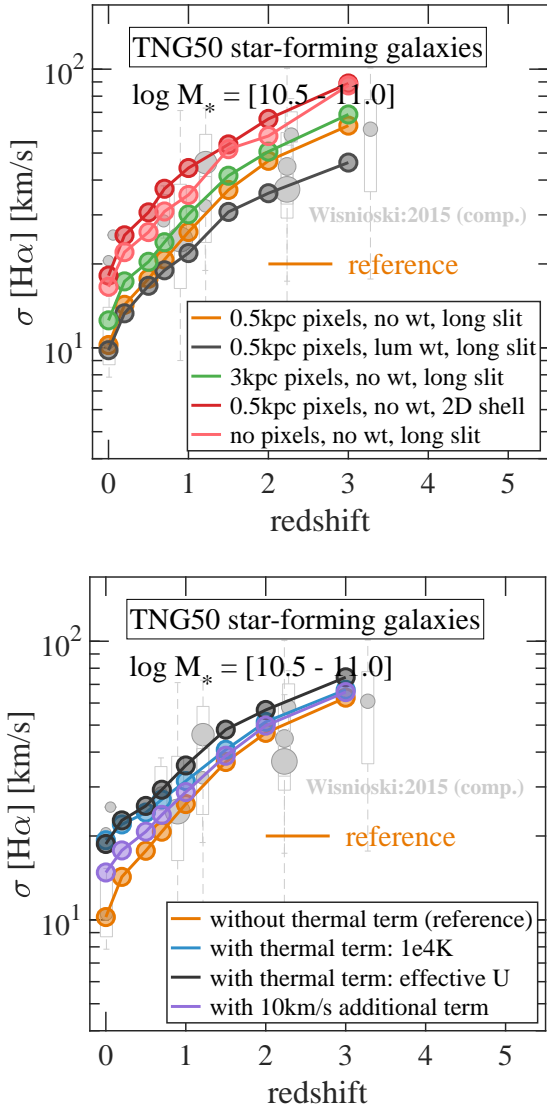 TNG50 star-forming galaxies
10²
log M* = [10.5 - 11.0]
Wisnioski:2015 (comp.)
reference
σ [Hα] [km/s]
0.5kpc pixels, no wt, long slit
0.5kpc pixels, lum wt, long slit
10¹
3kpc pixels, no wt, long slit
0.5kpc pixels, no wt, 2D shell
no pixels, no wt, long slit
0 1 2 3 4 5
redshift
TNG50 star-forming galaxies
10²
log M* = [10.5 - 11.0]
Wisnioski:2015 (comp.)
reference
σ [Hα] [km/s]
10¹
without thermal term (reference)
with thermal term: 1e4K
with thermal term: effective U
with 10km/s additional term
0 1 2 3 4 5
redshift